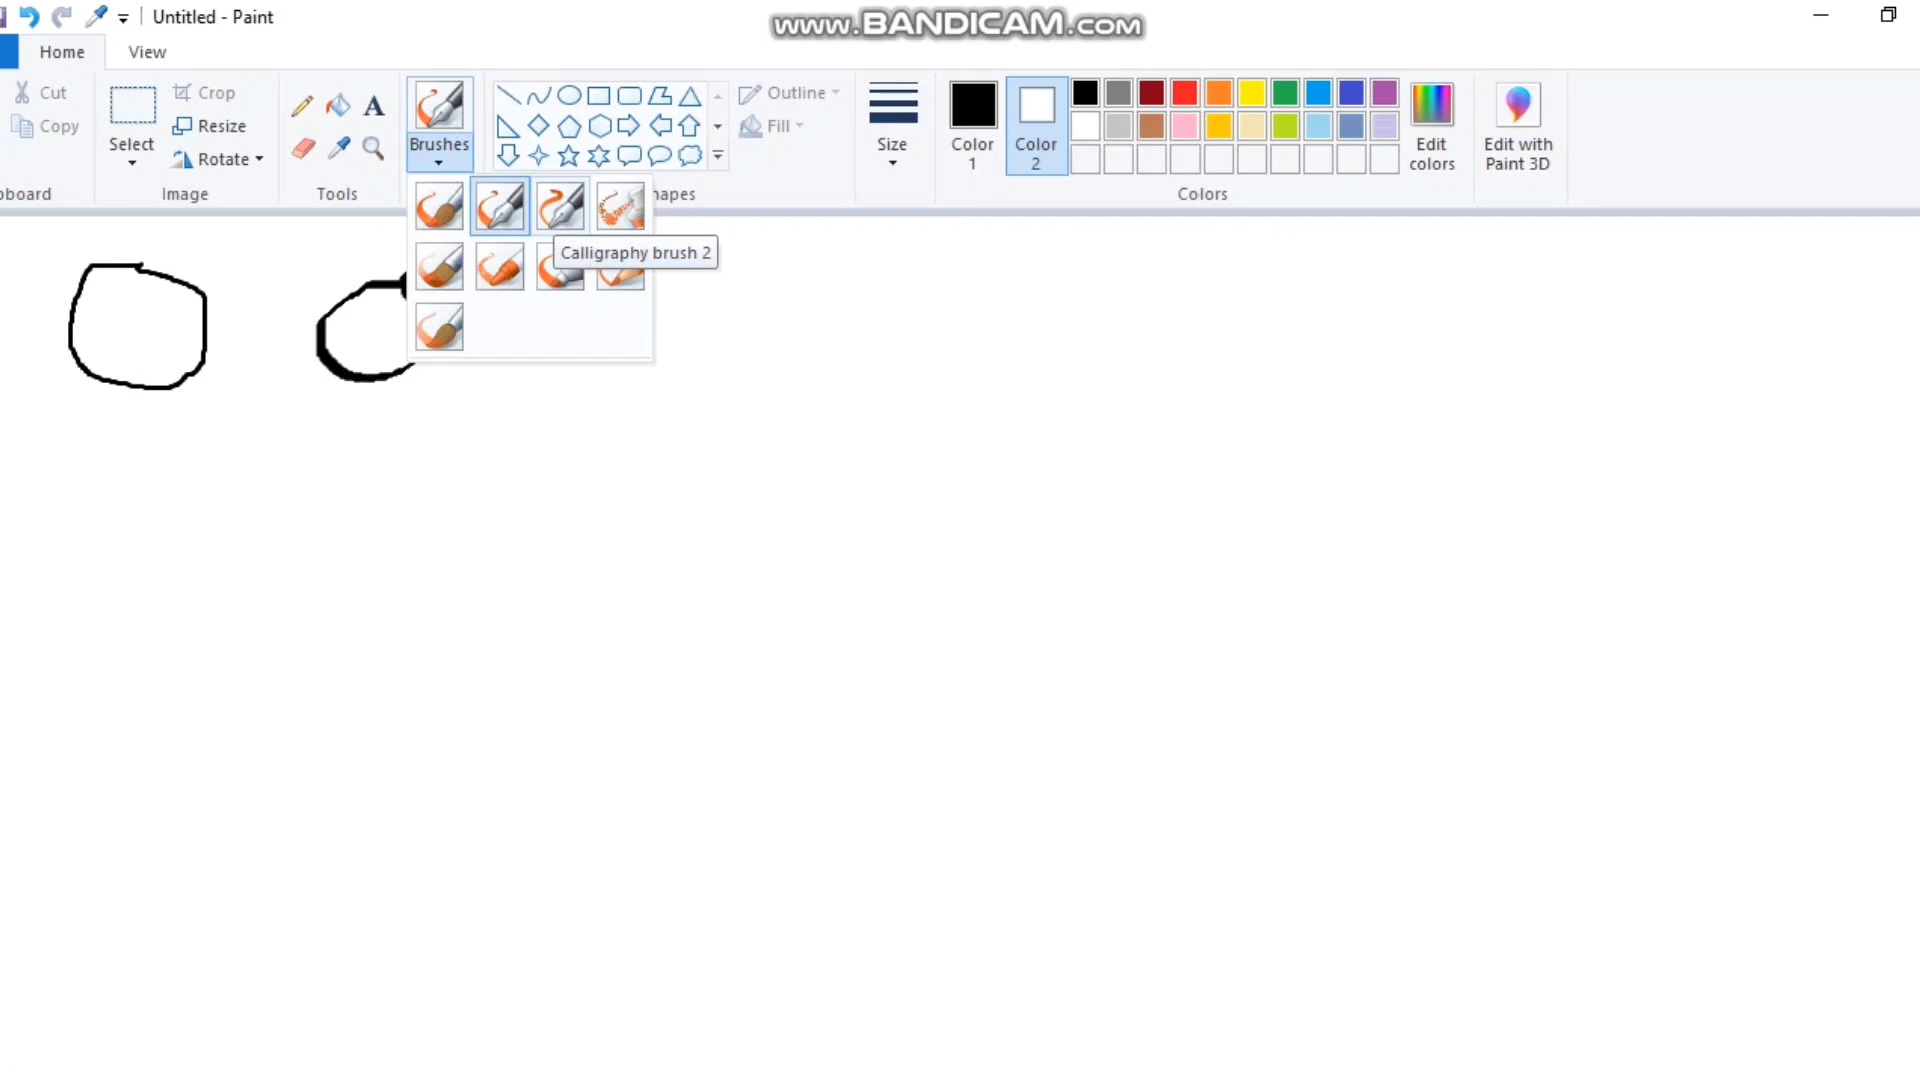 Untitled - Paint
www.BANDICAM.com
Home
View
Cut
Copy
pboard
Select
Crop
Resize
Rotate
Image
A
Tools
Brushes
Calligraphy brush 2
hapes
Outline
Fill
Size
Color
1
Color
2
Colors
Edit
colors
Edit with
Paint 3D